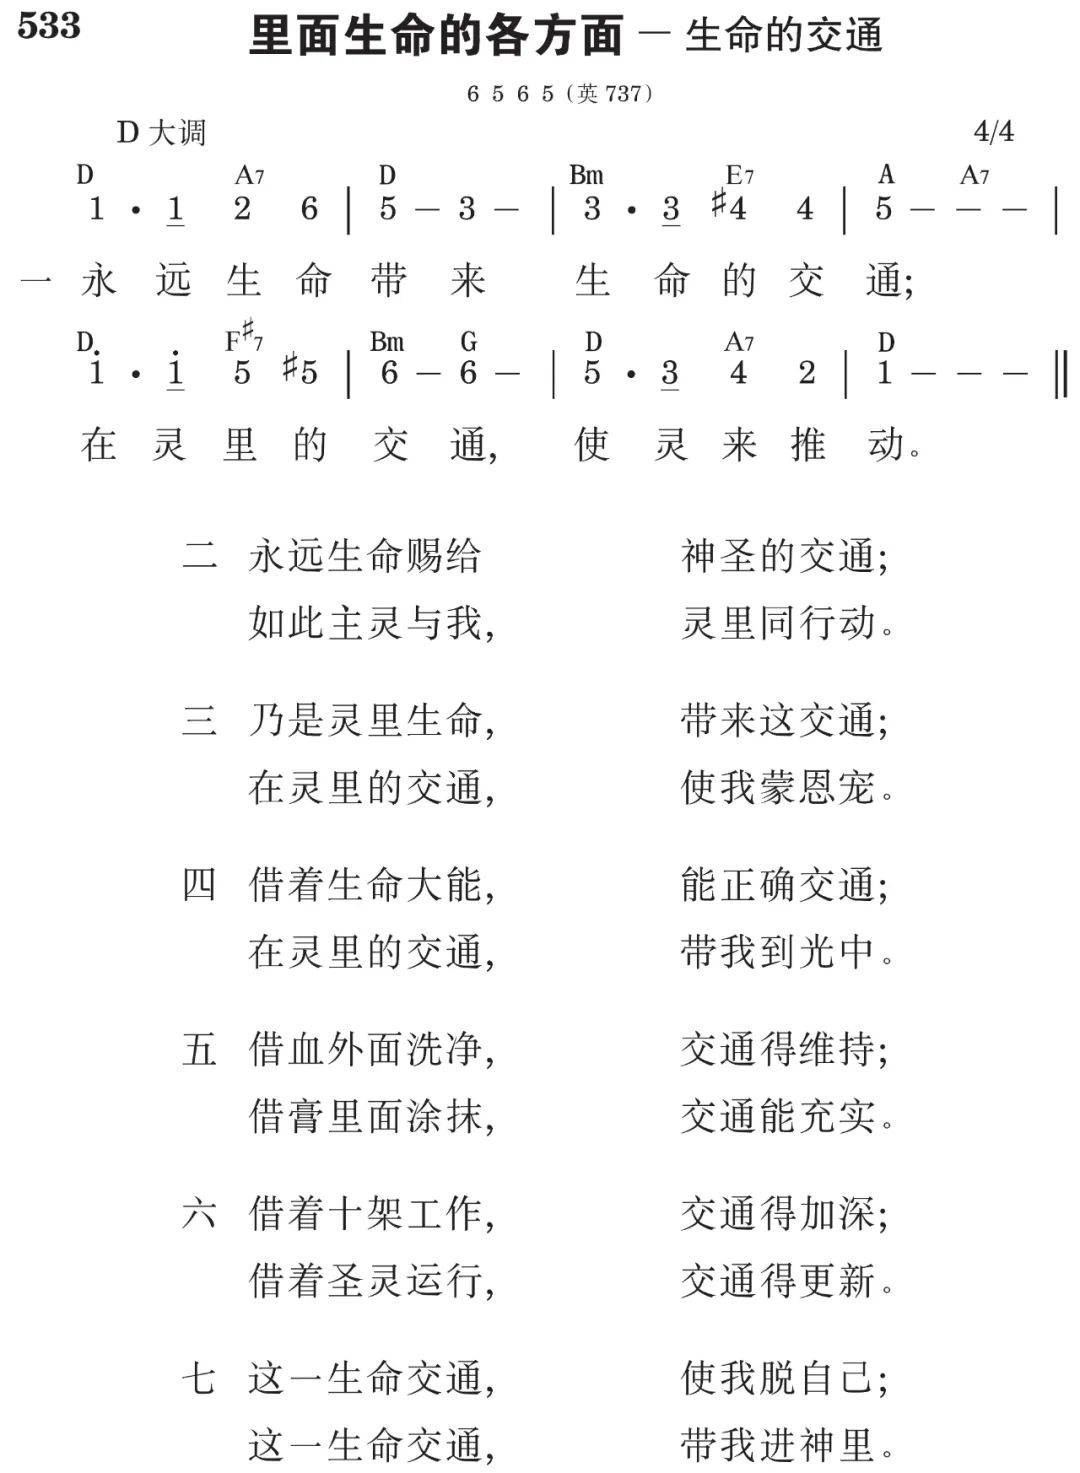 533
里面生命的各方面 — 生命的交通
6 5 6 5 (英 737)
D 大调 4/4
D A7 D Bm E7 A A7
1 · 1 2 6 | 5 — 3 — | 3 · 3 ♯4 4 | 5 — — — |
一 永 远 生 命 带 来 生 命 的 交 通;
D F♯7 Bm G D A7 D
1̇ · 1̇ 5 ♯5 | 6 — 6 — | 5 · 3 4 2 | 1 — — — ‖
在 灵 里 的 交 通, 使 灵 来 推 动。
二 永远生命赐给 神圣的交通;
如此主灵与我, 灵里同行动。
三 乃是灵里生命, 带来这交通;
在灵里的交通, 使我蒙恩宠。
四 借着生命大能, 能正确交通;
在灵里的交通, 带我到光中。
五 借血外面洗净, 交通得维持;
借膏里面涂抹, 交通能充实。
六 借着十架工作, 交通得加深;
借着圣灵运行, 交通得更新。
七 这一生命交通, 使我脱自己;
这一生命交通, 带我进神里。